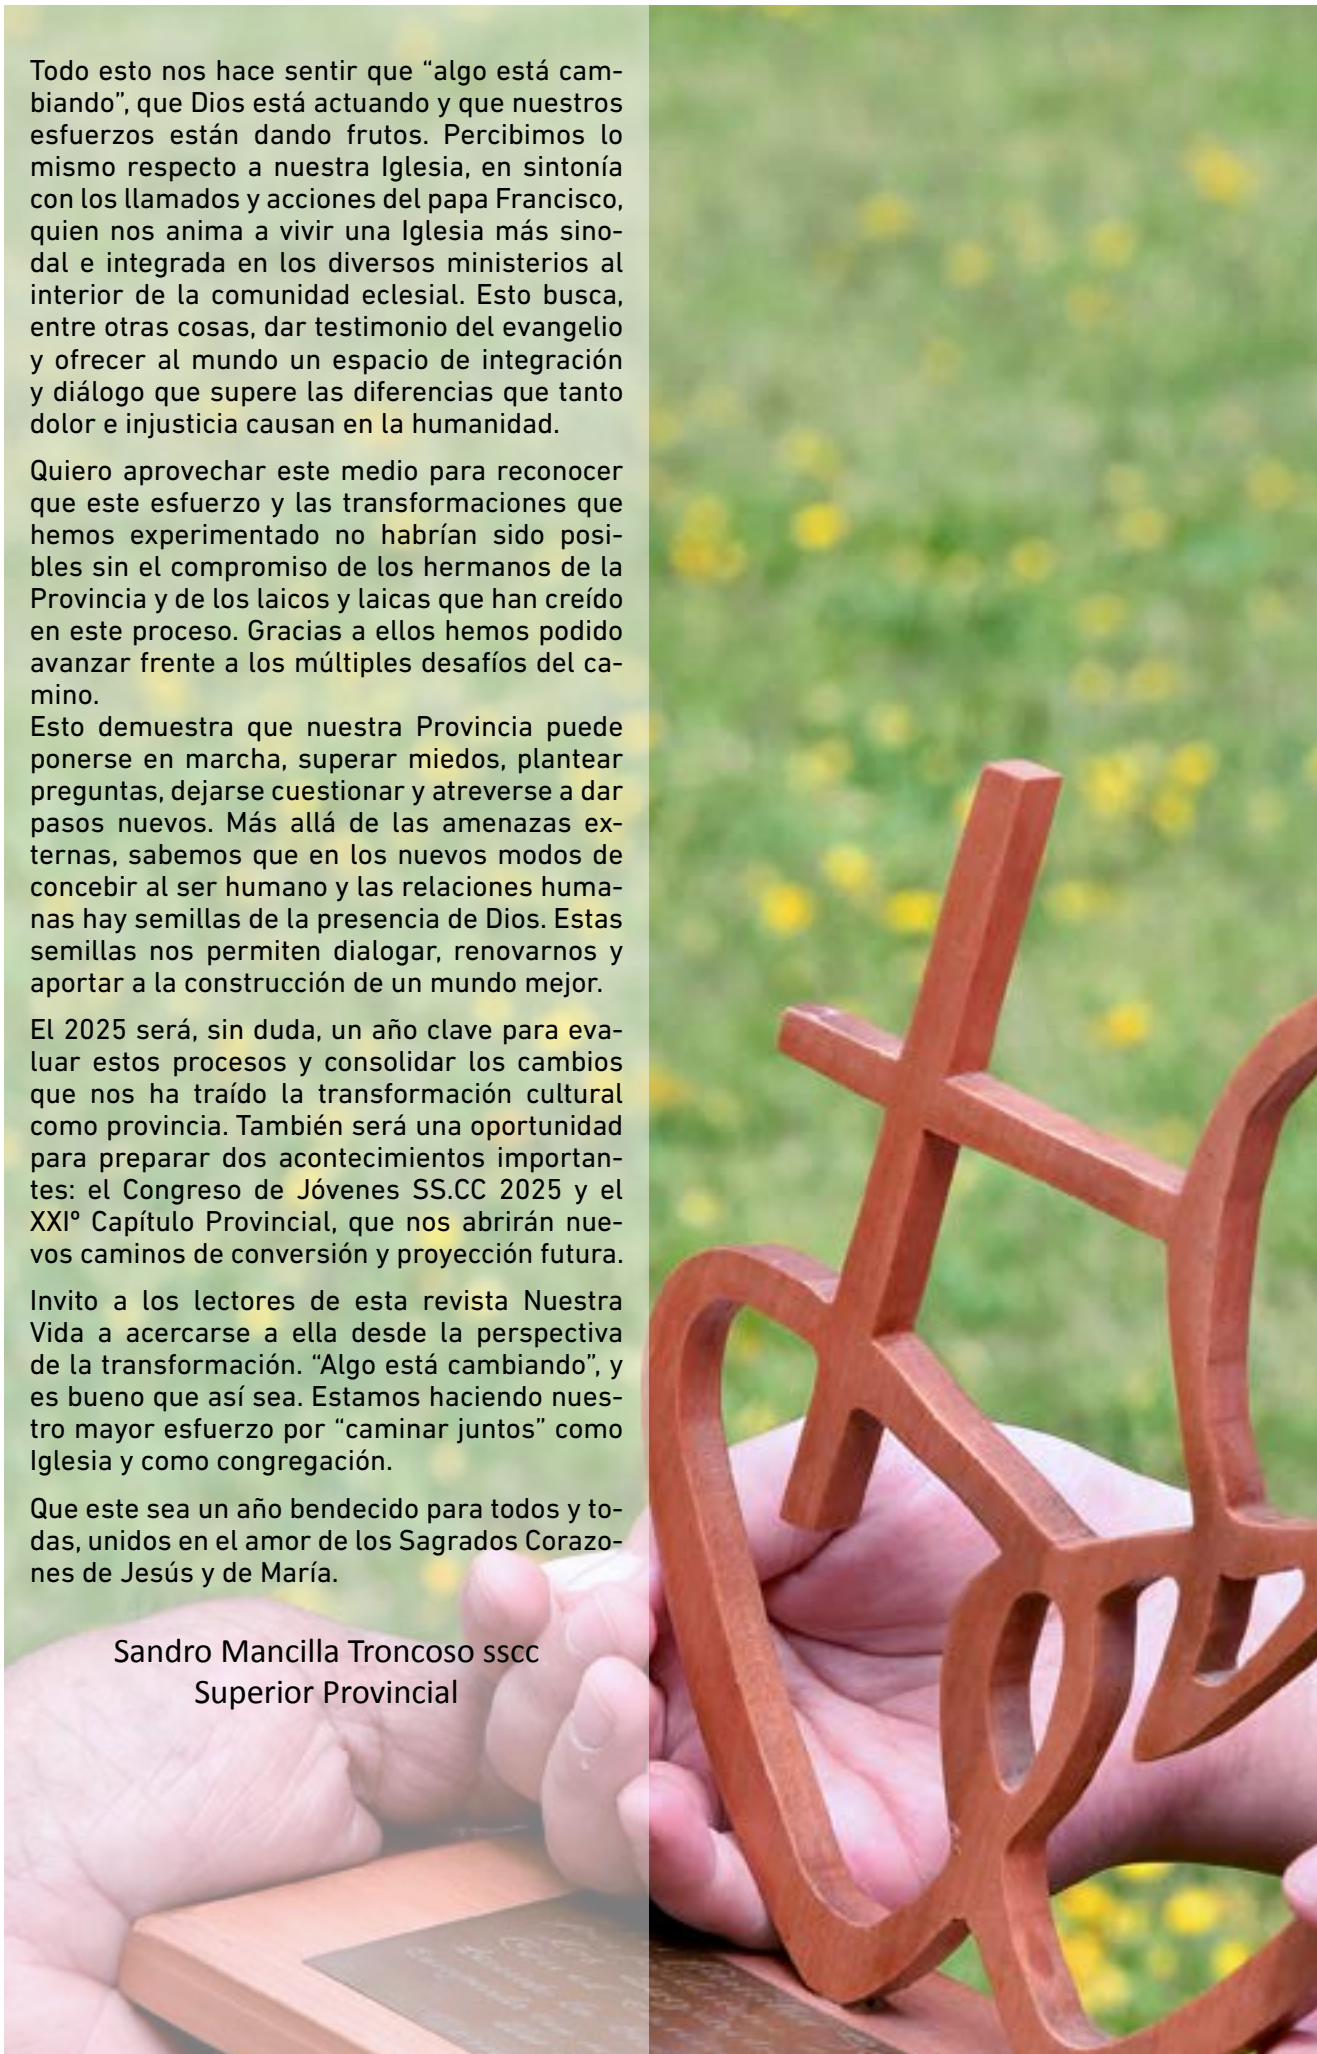 Todo esto nos hace sentir que “algo está cam-
biando”, que Dios está actuando y que nuestros
esfuerzos están dando frutos. Percibimos lo
mismo respecto a nuestra Iglesia, en sintonía
con los llamados y acciones del papa Francisco,
quien nos anima a vivir una Iglesia más sino-
dal e integrada en los diversos ministerios al
interior de la comunidad eclesial. Esto busca,
entre otras cosas, dar testimonio del evangelio
y ofrecer al mundo un espacio de integración
y diálogo que supere las diferencias que tanto
dolor e injusticia causan en la humanidad.
Quiero aprovechar este medio para reconocer
que este esfuerzo y las transformaciones que
hemos experimentado no habrían sido posi-
bles sin el compromiso de los hermanos de la
Provincia y de los laicos y laicas que han creído
en este proceso. Gracias a ellos hemos podido
avanzar frente a los múltiples desafíos del ca-
mino.
Esto demuestra que nuestra Provincia puede
ponerse en marcha, superar miedos, plantear
preguntas, dejarse cuestionar y atreverse a dar
pasos nuevos. Más allá de las amenazas ex-
ternas, sabemos que en los nuevos modos de
concebir al ser humano y las relaciones huma-
nas hay semillas de la presencia de Dios. Estas
semillas nos permiten dialogar, renovarnos y
aportar a la construcción de un mundo mejor.
El 2025 será, sin duda, un año clave para eva-
luar estos procesos y consolidar los cambios
que nos ha traído la transformación cultural
como provincia. También será una oportunidad
para preparar dos acontecimientos importan-
tes: el Congreso de Jóvenes SS.CC 2025 y el
XXIº Capítulo Provincial, que nos abrirán nue-
vos caminos de conversión y proyección futura.
Invito a los lectores de esta revista Nuestra
Vida a acercarse a ella desde la perspectiva
de la transformación. “Algo está cambiando”, y
es bueno que así sea. Estamos haciendo nues-
tro mayor esfuerzo por “caminar juntos” como
Iglesia y como congregación.
Que este sea un año bendecido para todos y to-
das, unidos en el amor de los Sagrados Corazo-
nes de Jesús y de María.
Sandro Mancilla Troncoso sscc
Superior Provincial